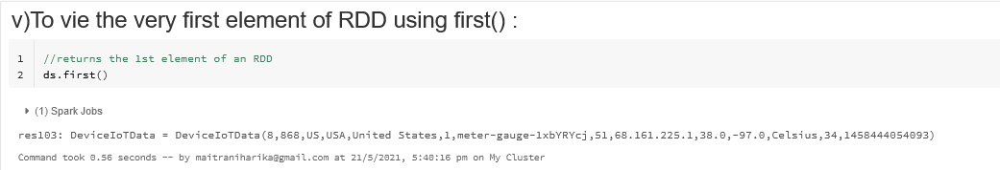 v)To vie the very first element of RDD using first() :
1 //returns the 1st element of an RDD
2 ds.first()
(1) Spark Jobs
res103: DeviceIoTData = DeviceIoTData(8,868,US,USA,United States,1,meter-gauge-1xbYRYcj,51,68.161.225.1,38.0,-97.0,Celsius,34,1458444054093)
Command took 0.56 seconds -- by maitraniharika@gmail.com at 21/5/2021, 5:40:16 pm on My Cluster